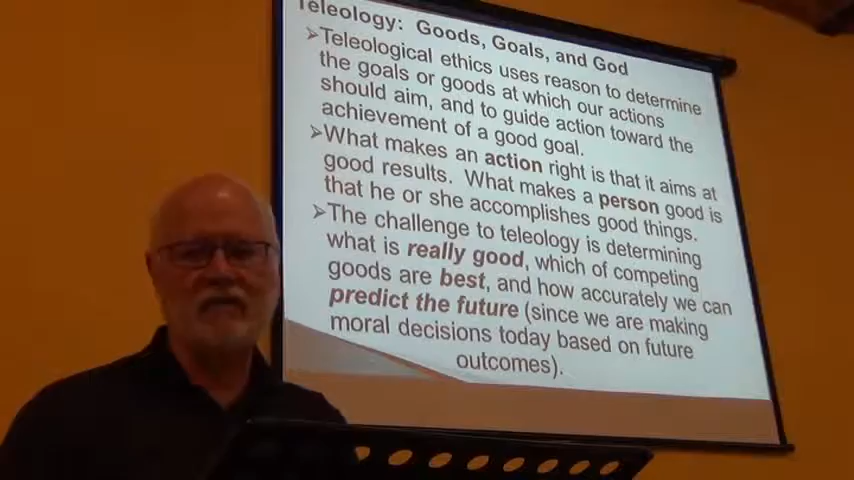 Teleology: Goods, Goals, and God
➢Teleological ethics uses reason to determine
the goals or goods at which our actions
should aim, and to guide action toward the
achievement of a good goal.
➢What makes an action right is that it aims at
good results. What makes a person good is
that he or she accomplishes good things.
➢The challenge to teleology is determining
what is really good, which of competing
goods are best, and how accurately we can
predict the future (since we are making
moral decisions today based on future
outcomes).